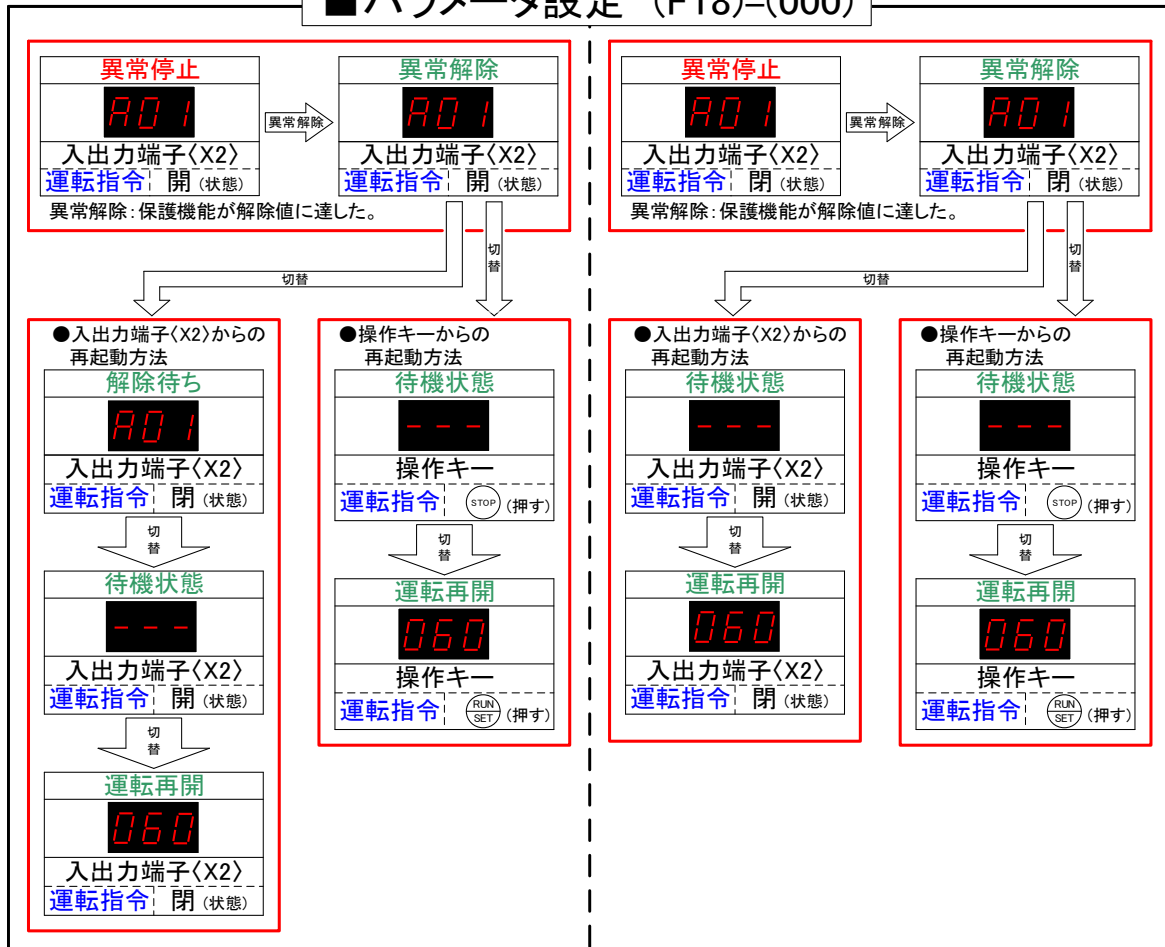 ■パラメータ設定 (F18)-(000)
異常停止
A01
入出力端子〈X2〉
運転指令 開(状態)
異常解除
異常解除
A01
入出力端子〈X2〉
運転指令 開(状態)
異常解除:保護機能が解除値に達した。
切替
切替
●入出力端子〈X2〉からの
再起動方法
解除待ち
A01
入出力端子〈X2〉
運転指令 閉(状態)
切替
待機状態
---
入出力端子〈X2〉
運転指令 開(状態)
切替
運転再開
060
入出力端子〈X2〉
運転指令 閉(状態)
●操作キーからの
再起動方法
待機状態
---
操作キー
運転指令 STOP (押す)
切替
運転再開
060
操作キー
運転指令 RUN SET (押す)
異常停止
A01
入出力端子〈X2〉
運転指令 閉(状態)
異常解除
異常解除
A01
入出力端子〈X2〉
運転指令 閉(状態)
異常解除:保護機能が解除値に達した。
切替
切替
●入出力端子〈X2〉からの
再起動方法
待機状態
---
入出力端子〈X2〉
運転指令 開(状態)
切替
運転再開
060
入出力端子〈X2〉
運転指令 閉(状態)
●操作キーからの
再起動方法
待機状態
---
操作キー
運転指令 STOP (押す)
切替
運転再開
060
操作キー
運転指令 RUN SET (押す)